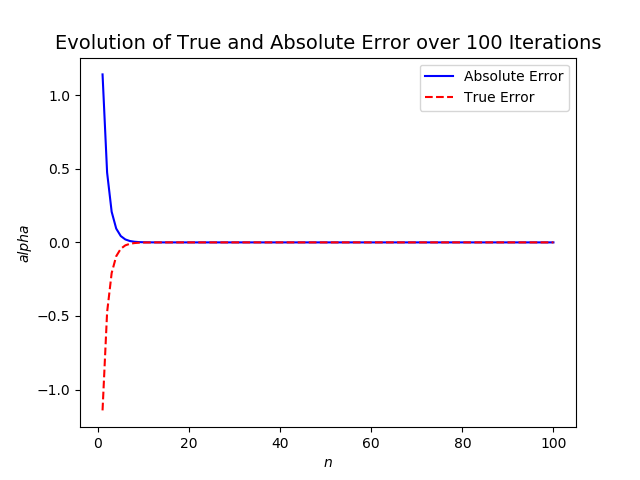 Evolution of True and Absolute Error over 100 Iterations
Absolute Error
True Error
1.0
0.5
0.0
−0.5
−1.0
alpha
0 20 40 60 80 100
n